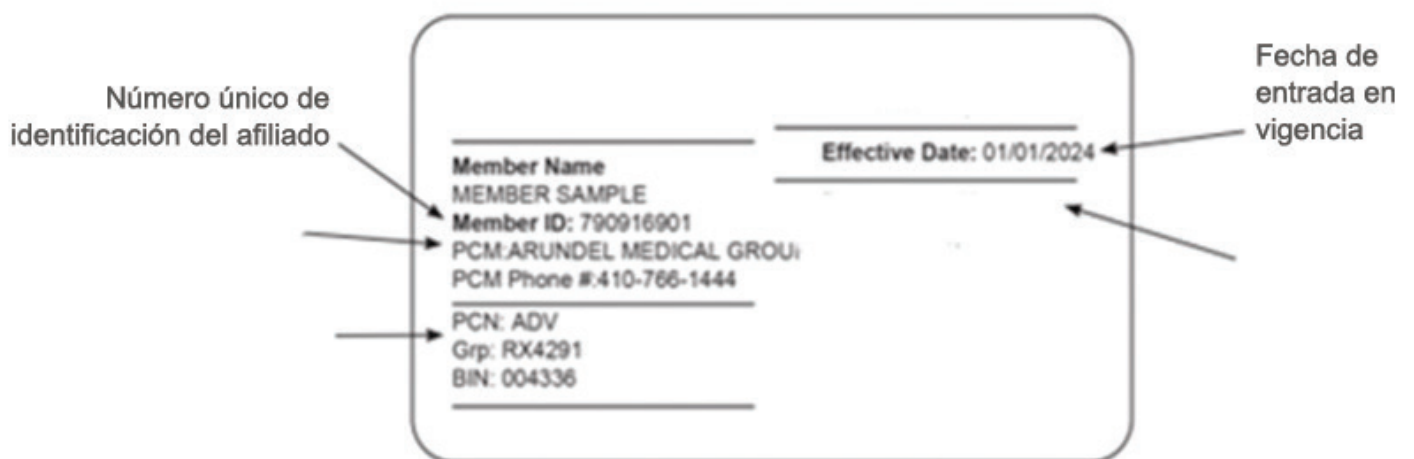 Número único de
identificación del afiliado
Fecha de
entrada en
vigencia
Member Name
MEMBER SAMPLE
Member ID: 790916901
PCM:ARUNDEL MEDICAL
PCM Phone #:410-766-1444
Effective Date: 01/01/2024
PCN: ADV
Grp: RX4291
BIN: 004336